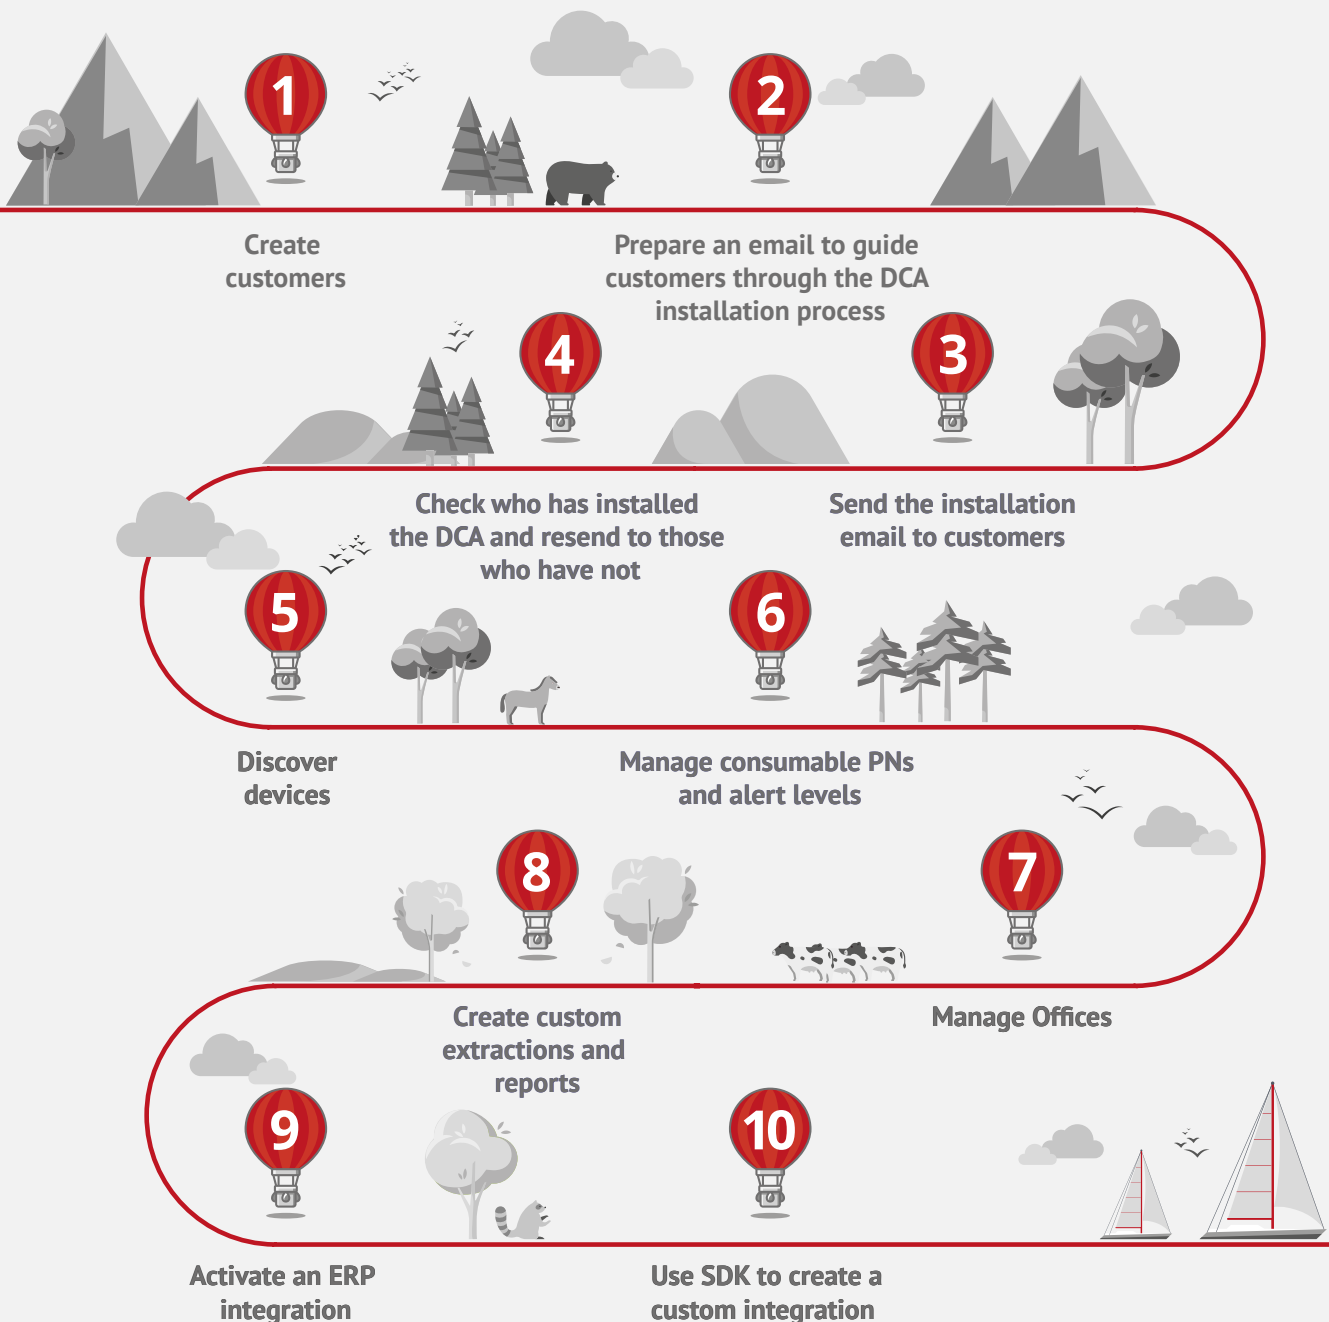 1
Create
customers
2
Prepare an email to guide
customers through the DCA
installation process
3
Send the installation
email to customers
4
Check who has installed
the DCA and resend to those
who have not
5
Discover
devices
6
Manage consumable PNs
and alert levels
7
Manage Offices
8
Create custom
extractions and
reports
9
Activate an ERP
integration
10
Use SDK to create a
custom integration